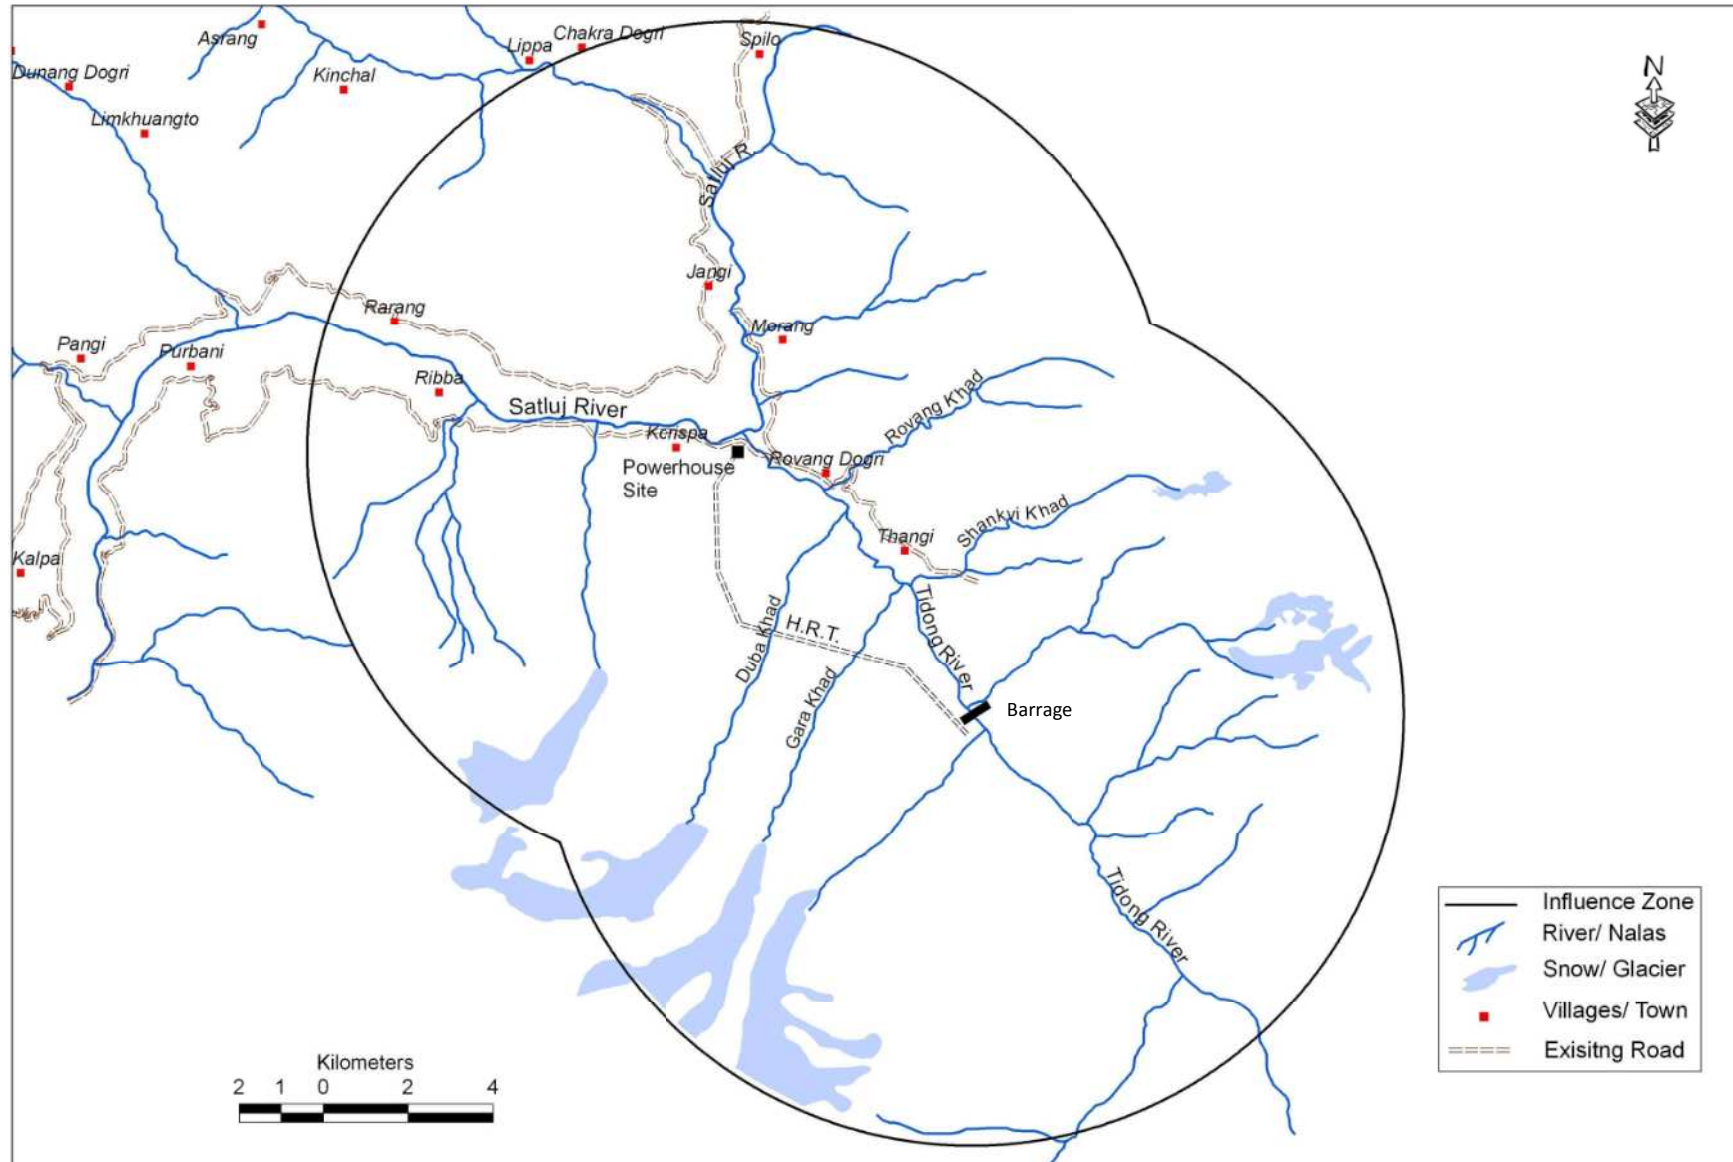 Asrang
Lippa
Chakra Dogri
Spilo
Dunang Dogri
Kinchal
Limkhuangto
N
Satluj R.
Jangi
Rarang
Morang
Pangi
Purbani
Ribba
Satluj River
Rovang Khad
Korispa
Powerhouse
Site
Rovang Dogri
Shankvi Khad
Thangi
Kalpa
Tidong River
Duba Khad
H.R.T.
Gara Khad
Barrage
Tidong River
Influence Zone
River/ Nalas
Snow/ Glacier
Villages/ Town
Exisitng Road
Kilometers
2 1 0 2 4